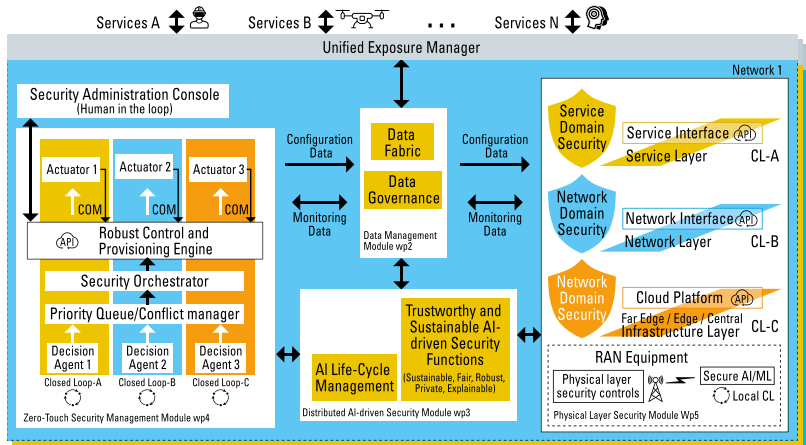 Services A
Services B
...
Services N
Unified Exposure Manager
Network 1
Security Administration Console
(Human in the loop)
Actuator 1
Actuator 2
Actuator 3
COM
COM
COM
API
Robust Control and
Provisioning Engine
Security Orchestrator
Priority Queue/Conflict manager
Decision
Agent 1
Decision
Agent 2
Decision
Agent 3
Closed Loop-A
Closed Loop-B
Closed Loop-C
Zero-Touch Security Management Module wp4
Configuration
Data
Monitoring
Data
Data
Fabric
Data
Governance
Data Management
Module wp2
Configuration
Data
Monitoring
Data
AI Life-Cycle
Management
Trustworthy and
Sustainable AI-
driven Security
Functions
(Sustainable, Fair, Robust,
Private, Explainable)
Distributed AI-driven Security Module wp3
Service
Domain
Security
Service Interface
API
Service Layer
CL-A
Network
Domain
Security
Network Interface
API
Network Layer
CL-B
Network
Domain
Security
Cloud Platform
API
Far Edge / Edge / Central
Infrastructure Layer
CL-C
RAN Equipment
Physical layer
security controls
Secure AI/ML
Local CL
Physical Layer Security Module Wp5